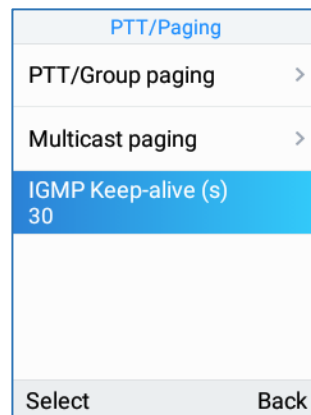 PTT/Paging
PTT/Group paging
Multicast paging
IGMP Keep-alive (s)
30
Select Back